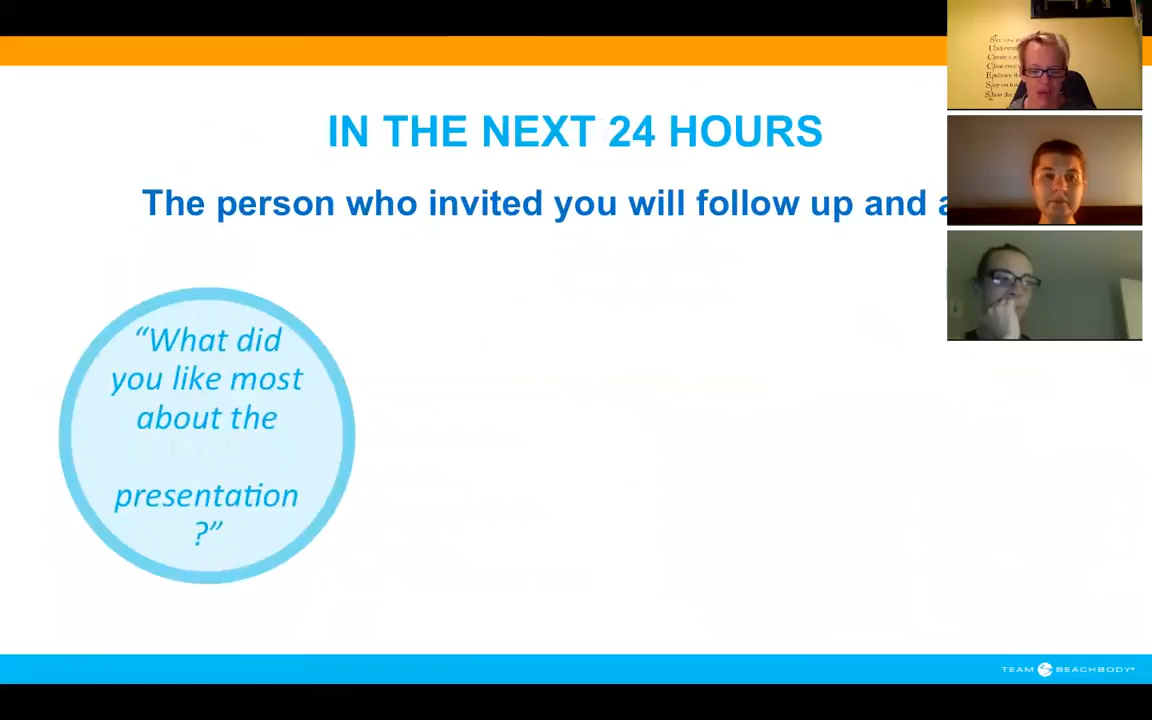 IN THE NEXT 24 HOURS
The person who invited you will follow up and a
“What did
you like most
about the
presentation
?”
TEAM BEACHBODY